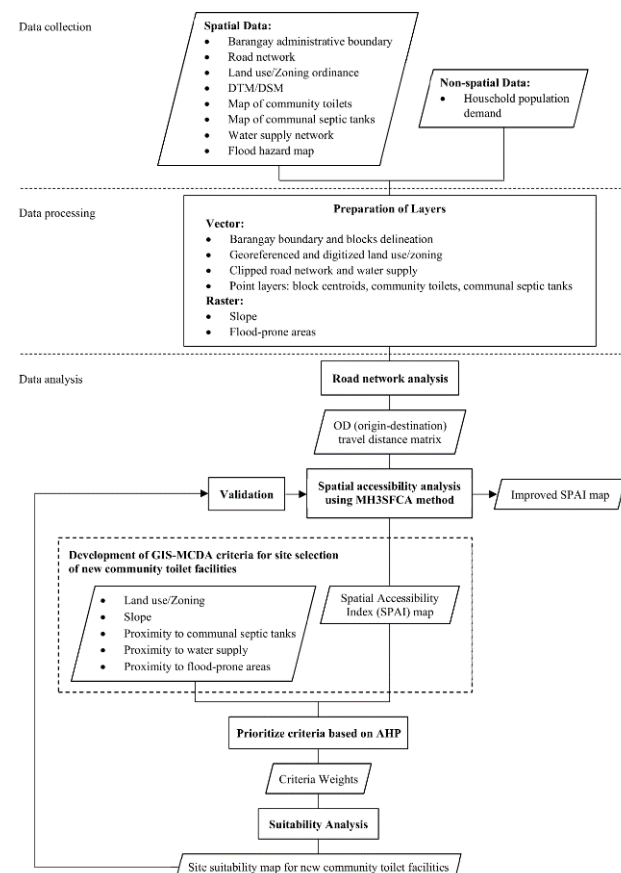 Data collection
Spatial Data:
• Barangay administrative boundary
• Road network
• Land use/Zoning ordinance
• DTM/DSM
• Map of community toilets
• Map of communal septic tanks
• Water supply network
• Flood hazard map
Non-spatial Data:
• Household population
demand
Data processing
Preparation of Layers
Vector:
• Barangay boundary and blocks delineation
• Georeferenced and digitized land use/zoning
• Clipped road network and water supply
• Point layers: block centroids, community toilets, communal septic tanks
Raster:
• Slope
• Flood-prone areas
Data analysis
Road network analysis
OD (origin-destination)
travel distance matrix
Validation
Spatial accessibility analysis
using MH3SFCA method
Improved SPAI map
Development of GIS-MCDA criteria for site selection
of new community toilet facilities
• Land use/Zoning
• Slope
• Proximity to communal septic tanks
• Proximity to water supply
• Proximity to flood-prone areas
Spatial Accessibility
Index (SPAI) map
Prioritize criteria based on AHP
Criteria Weights
Suitability Analysis
Site suitability map for new community toilet facilities